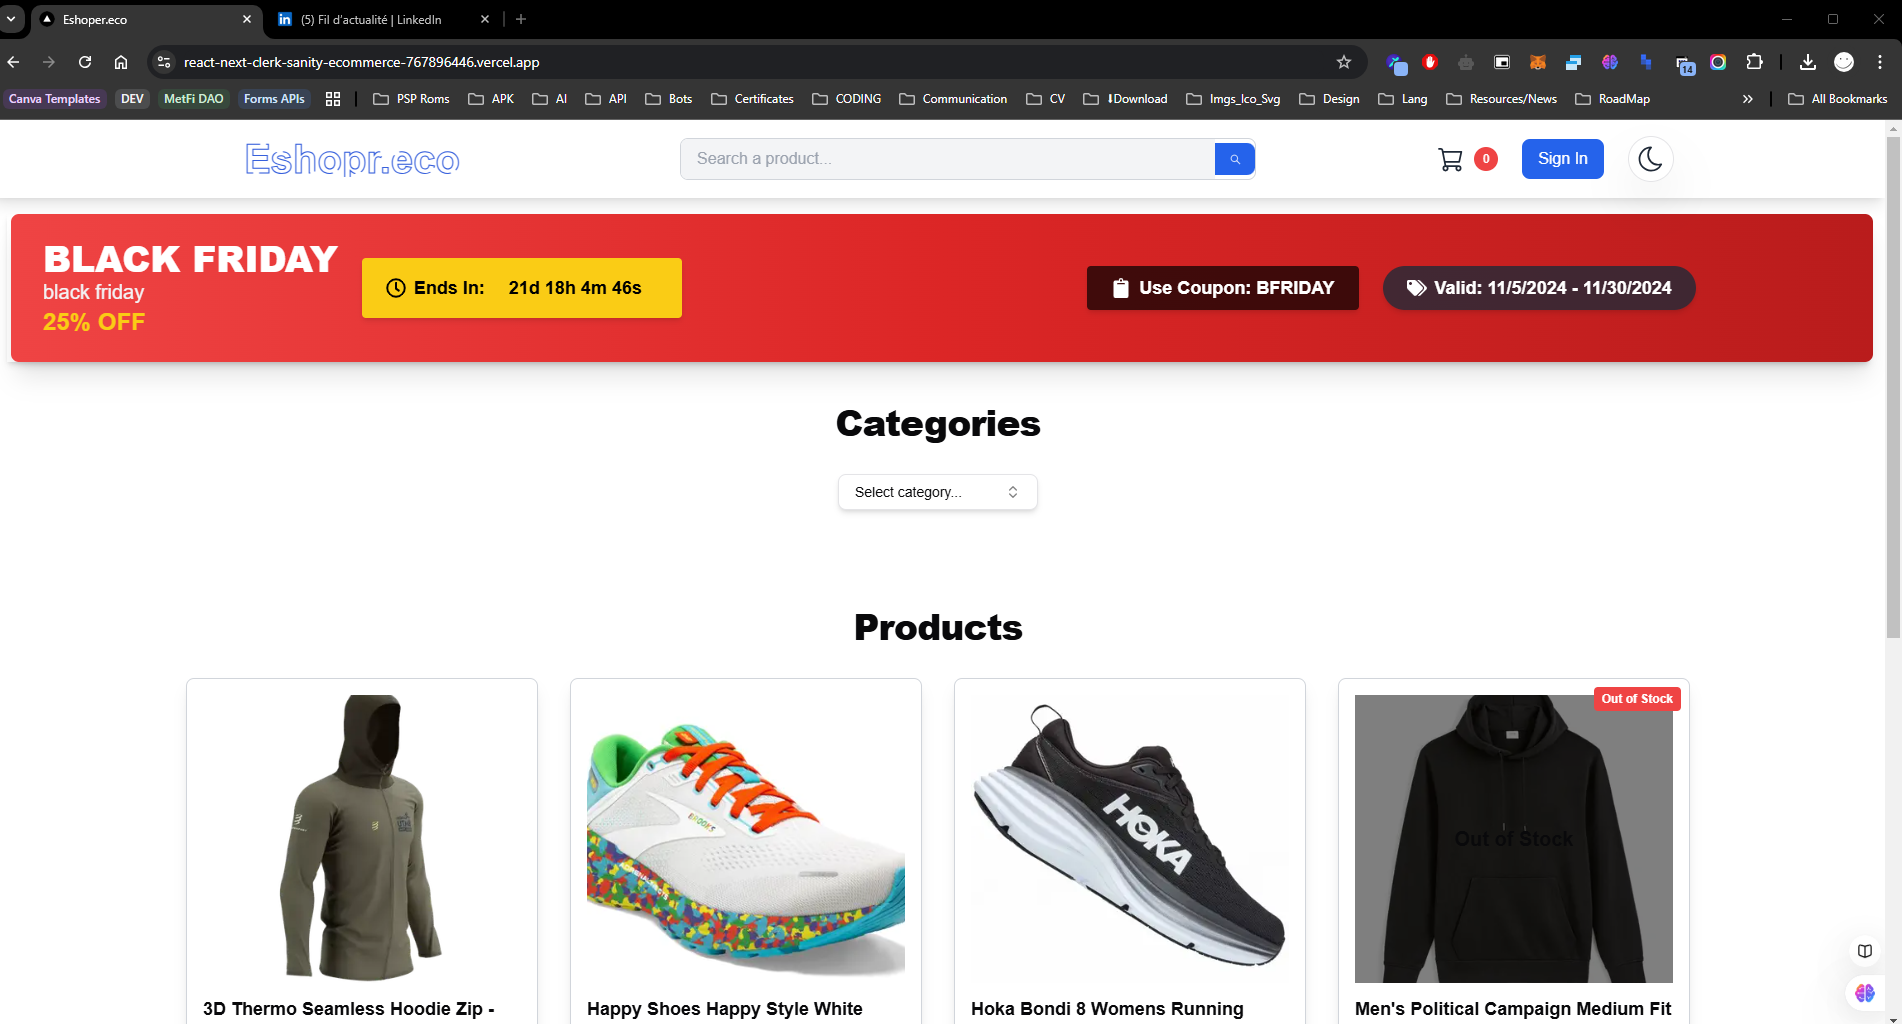 Eshoper.eco
(5) Fil d'actualité | LinkedIn
react-next-clerk-sanity-ecommerce-767896446.vercel.app
14
Canva Templates
DEV
MetFi DAO
Forms APIs
PSP Roms
APK
AI
API
Bots
Certificates
CODING
Communication
CV
⬇Download
Imgs_Ico_Svg
Design
Lang
Resources/News
RoadMap
All Bookmarks
Eshopr.eco
Search a product...
0
Sign In
BLACK FRIDAY
black friday
25% OFF
Ends In: 21d 18h 4m 46s
Use Coupon: BFRIDAY
Valid: 11/5/2024 - 11/30/2024
Categories
Select category...
Products
BROOKS
HOKA
Out of Stock
Out of Stock
3D Thermo Seamless Hoodie Zip -
Happy Shoes Happy Style White
Hoka Bondi 8 Womens Running
Men's Political Campaign Medium Fit